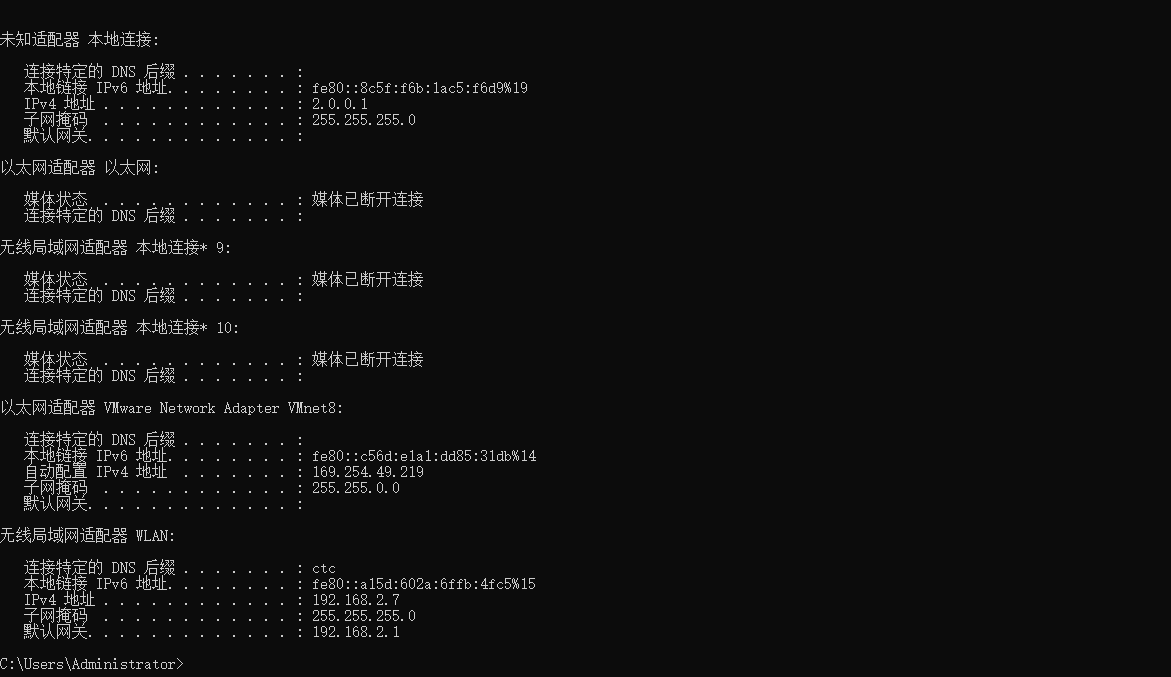 未知适配器 本地连接:
连接特定的 DNS 后缀 . . . . . . . :
本地链接 IPv6 地址. . . . . . . . : fe80::8c5f:f6b:1ac5:f6d9%19
IPv4 地址 . . . . . . . . . . . . : 2.0.0.1
子网掩码  . . . . . . . . . . . . : 255.255.255.0
默认网关. . . . . . . . . . . . . :
以太网适配器 以太网:
媒体状态  . . . . . . . . . . . . : 媒体已断开连接
连接特定的 DNS 后缀 . . . . . . . :
无线局域网适配器 本地连接* 9:
媒体状态  . . . . . . . . . . . . : 媒体已断开连接
连接特定的 DNS 后缀 . . . . . . . :
无线局域网适配器 本地连接* 10:
媒体状态  . . . . . . . . . . . . : 媒体已断开连接
连接特定的 DNS 后缀 . . . . . . . :
以太网适配器 VMware Network Adapter VMnet8:
连接特定的 DNS 后缀 . . . . . . . :
本地链接 IPv6 地址. . . . . . . . : fe80::c56d:e1a1:dd85:31db%14
自动配置 IPv4 地址  . . . . . . . : 169.254.49.219
子网掩码  . . . . . . . . . . . . : 255.255.0.0
默认网关. . . . . . . . . . . . . :
无线局域网适配器 WLAN:
连接特定的 DNS 后缀 . . . . . . . : ctc
本地链接 IPv6 地址. . . . . . . . : fe80::a15d:602a:6ffb:4fc5%15
IPv4 地址 . . . . . . . . . . . . : 192.168.2.7
子网掩码  . . . . . . . . . . . . : 255.255.255.0
默认网关. . . . . . . . . . . . . : 192.168.2.1
C:\Users\Administrator>